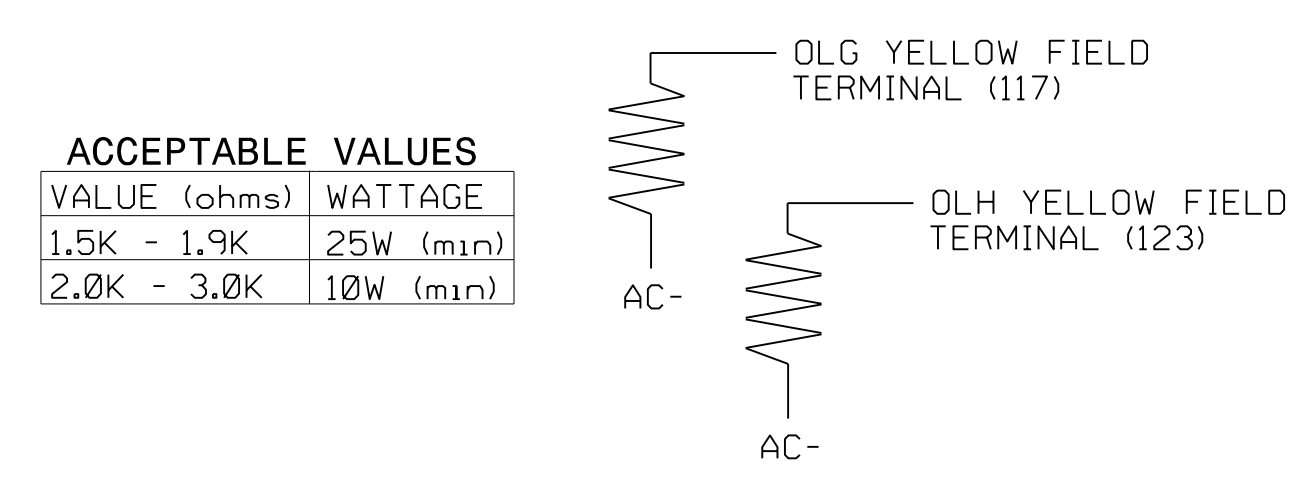 ACCEPTABLE VALUES
VALUE (ohms) WATTAGE
1.5K - 1.9K 25W (min)
2.0K - 3.0K 10W (min)
OLG YELLOW FIELD
TERMINAL (117)
AC-
OLH YELLOW FIELD
TERMINAL (123)
AC-